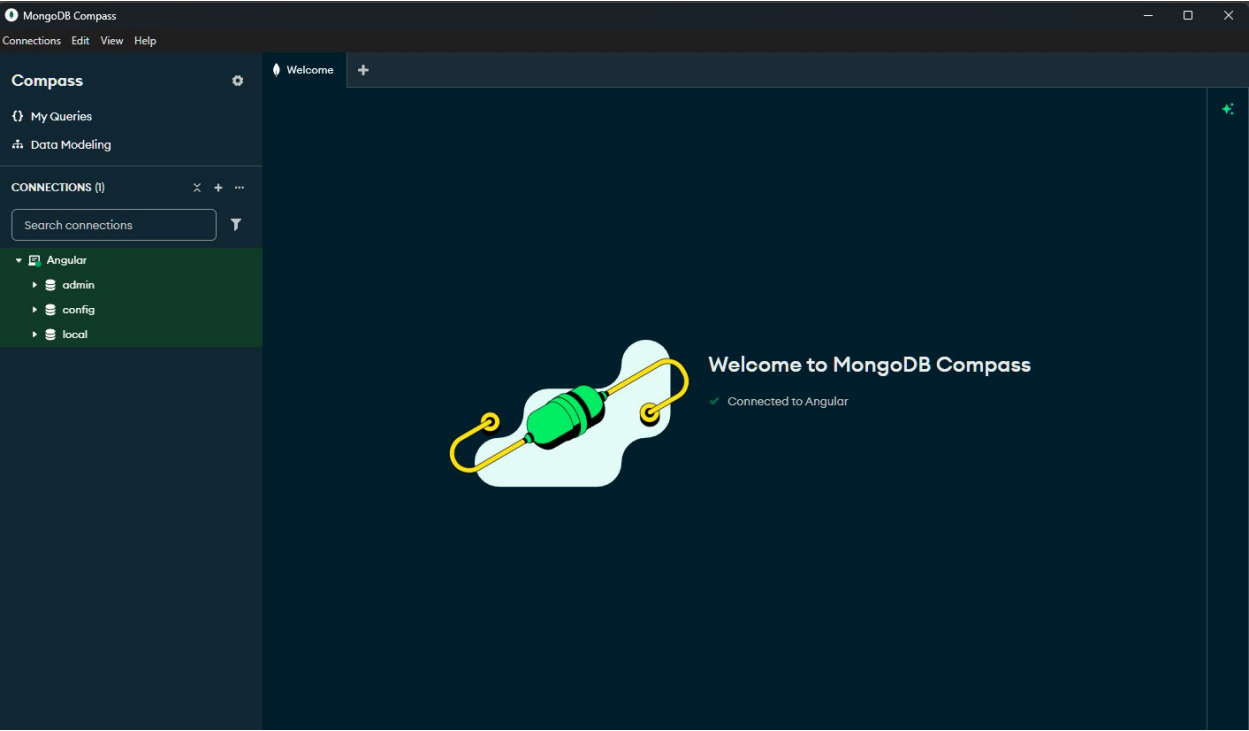 MongoDB Compass
Connections Edit View Help
Compass
Welcome
{} My Queries
Data Modeling
CONNECTIONS (1)
Search connections
Angular
admin
config
local
Welcome to MongoDB Compass
Connected to Angular